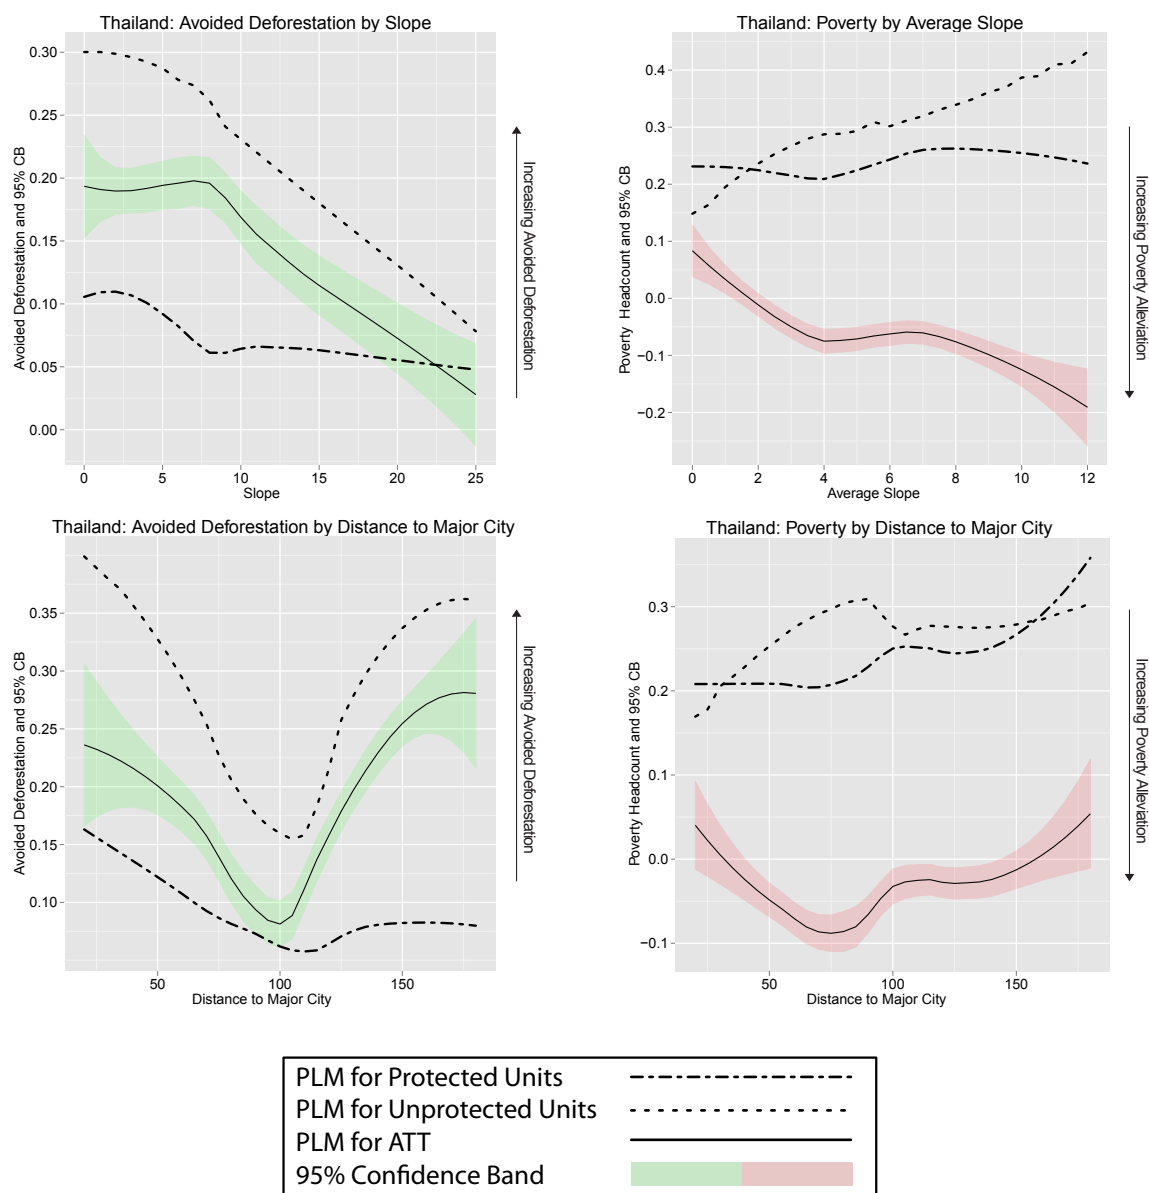 Thailand: Avoided Deforestation by Slope
Avoided Deforestation and 95% CB
0.30
0.25
0.20
0.15
0.10
0.05
0.00
0 5 10 15 20 25
Slope
Increasing Avoided Deforestation
Thailand: Poverty by Average Slope
Poverty Headcount and 95% CB
0.4
0.3
0.2
0.1
0.0
−0.1
−0.2
0 2 4 6 8 10 12
Average Slope
Increasing Poverty Alleviation
Thailand: Avoided Deforestation by Distance to Major City
Avoided Deforestation and 95% CB
0.35
0.30
0.25
0.20
0.15
0.10
50 100 150
Distance to Major City
Increasing Avoided Deforestation
Thailand: Poverty by Distance to Major City
Poverty Headcount and 95% CB
0.3
0.2
0.1
0.0
−0.1
50 100 150
Distance to Major City
Increasing Poverty Alleviation
PLM for Protected Units
PLM for Unprotected Units
PLM for ATT
95% Confidence Band